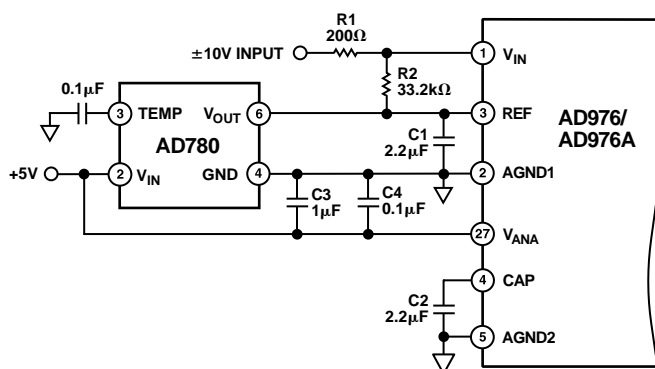 R1
200Ω
±10V INPUT
1
VIN
R2
33.2kΩ
0.1µF
3
TEMP
VOUT
6
3
REF
AD976/
AD976A
AD780
C1
2.2µF
+5V
2
VIN
GND
4
2
AGND1
C3
1µF
C4
0.1µF
27
VANA
4
CAP
C2
2.2µF
5
AGND2